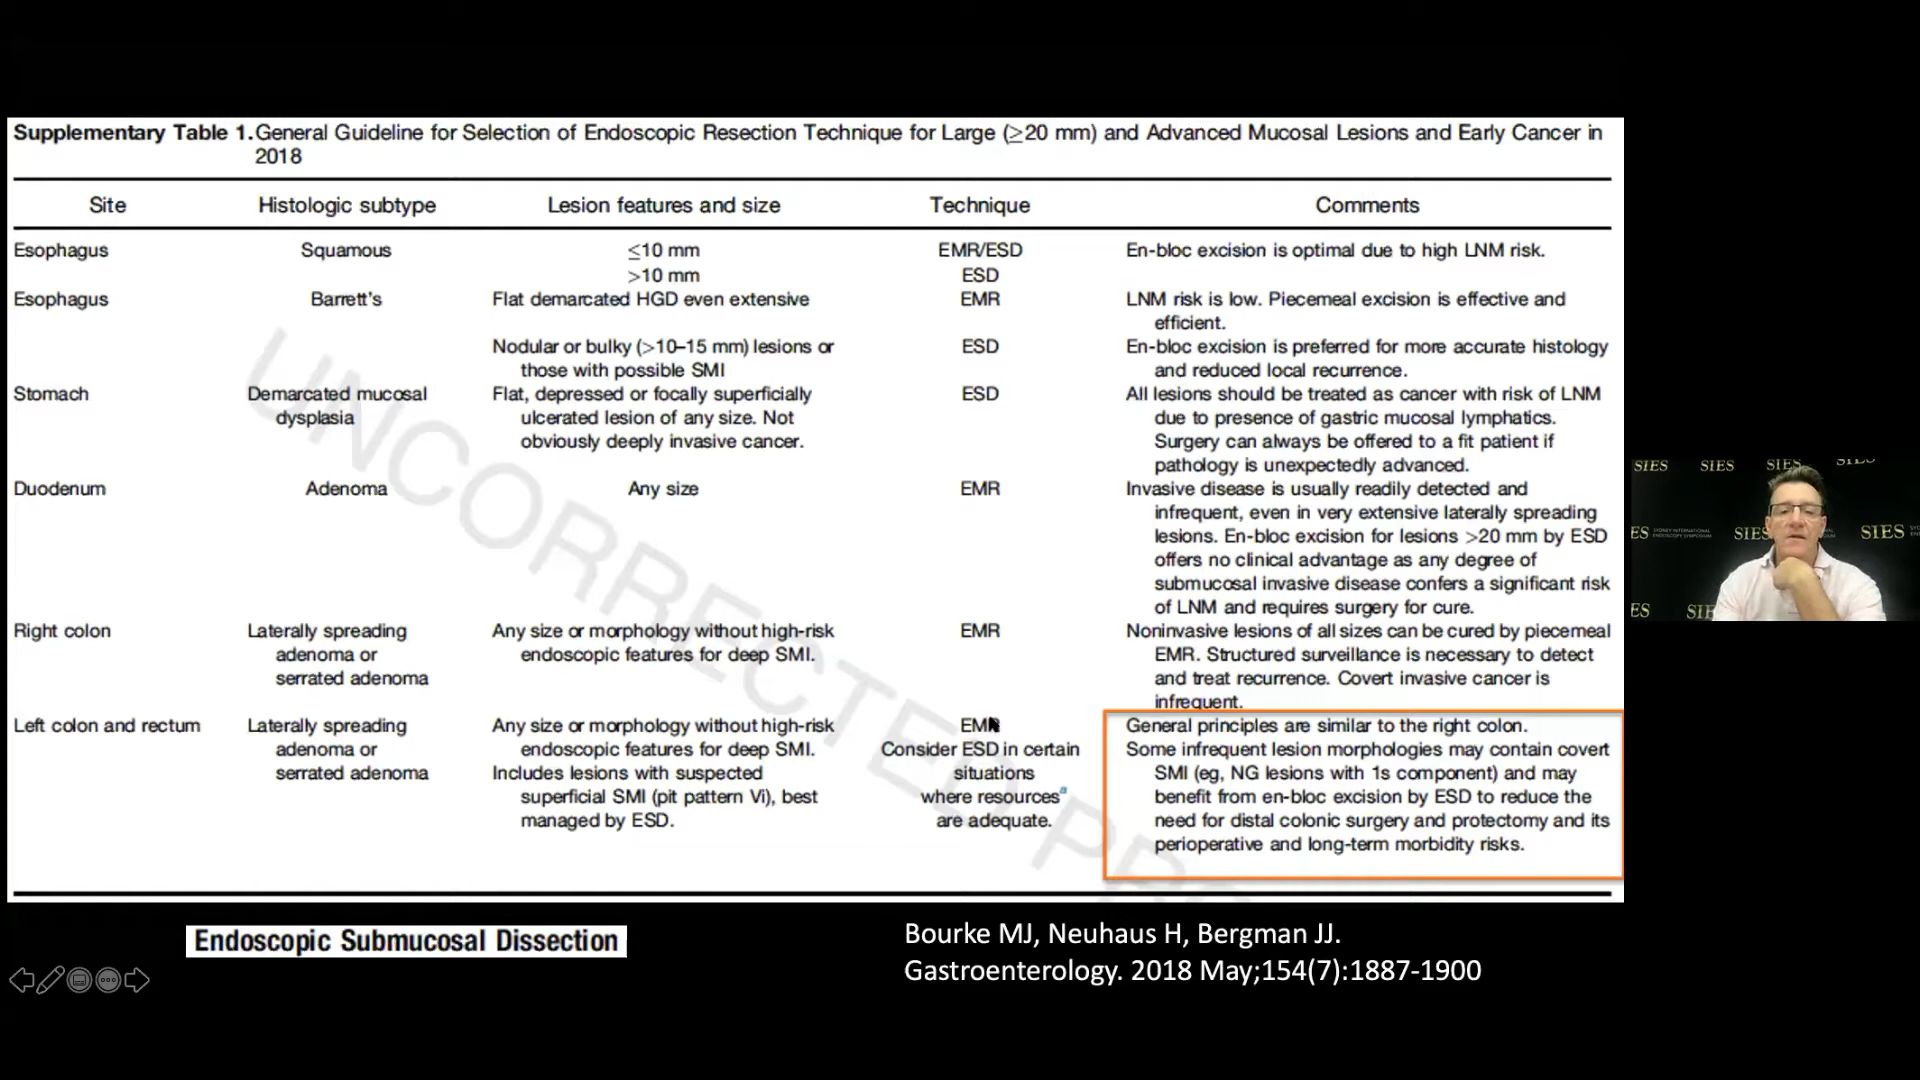 Supplementary Table 1. General Guideline for Selection of Endoscopic Resection Technique for Large (≥20 mm) and Advanced Mucosal Lesions and Early Cancer in
2018
Site Histologic subtype Lesion features and size Technique Comments
Esophagus Squamous ≤10 mm EMR/ESD En-bloc excision is optimal due to high LNM risk.
>10 mm ESD
Esophagus Barrett's Flat demarcated HGD even extensive EMR LNM risk is low. Piecemeal excision is effective and
efficient.
Nodular or bulky (>10–15 mm) lesions or ESD En-bloc excision is preferred for more accurate histology
those with possible SMI and reduced local recurrence.
Stomach Demarcated mucosal Flat, depressed or focally superficially ESD All lesions should be treated as cancer with risk of LNM
dysplasia ulcerated lesion of any size. Not due to presence of gastric mucosal lymphatics.
obviously deeply invasive cancer. Surgery can always be offered to a fit patient if
pathology is unexpectedly advanced.
Duodenum Adenoma Any size EMR Invasive disease is usually readily detected and
infrequent, even in very extensive laterally spreading
lesions. En-bloc excision for lesions >20 mm by ESD
offers no clinical advantage as any degree of
submucosal invasive disease confers a significant risk
of LNM and requires surgery for cure.
Right colon Laterally spreading Any size or morphology without high-risk EMR Noninvasive lesions of all sizes can be cured by piecemeal
adenoma or endoscopic features for deep SMI. EMR. Structured surveillance is necessary to detect
serrated adenoma and treat recurrence. Covert invasive cancer is
infrequent.
Left colon and rectum Laterally spreading Any size or morphology without high-risk EMR General principles are similar to the right colon.
adenoma or endoscopic features for deep SMI. Consider ESD in certain Some infrequent lesion morphologies may contain covert
serrated adenoma Includes lesions with suspected situations SMI (eg, NG lesions with 1s component) and may
superficial SMI (pit pattern Vi), best where resources a benefit from en-bloc excision by ESD to reduce the
managed by ESD. are adequate. need for distal colonic surgery and protectomy and its
perioperative and long-term morbidity risks.
UNCORRECTED PRO
Endoscopic Submucosal Dissection
Bourke MJ, Neuhaus H, Bergman JJ.
Gastroenterology. 2018 May;154(7):1887-1900
SIES SIES SIES SIES
ES SIES SIES
SYDNEY INTERNATIONAL
ENDOSCOPY SYMPOSIUM
ES SIE